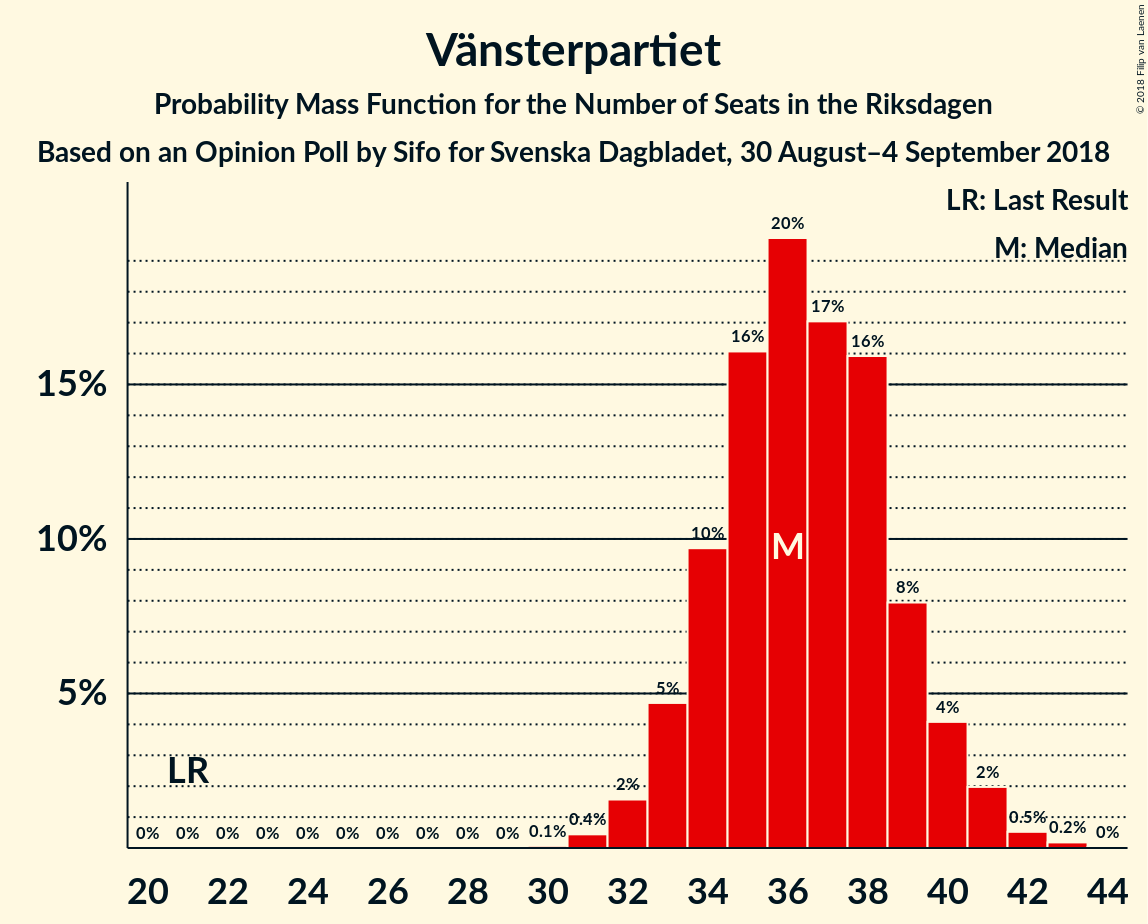 Vänsterpartiet
Probability Mass Function for the Number of Seats in the Riksdagen
Based on an Opinion Poll by Sifo for Svenska Dagbladet, 30 August–4 September 2018
© 2018 Filip van Laenen
LR: Last Result
M: Median
15%
10%
5%
0% 0% 0% 0% 0% 0% 0% 0% 0% 0% 0.1% 0.4% 2% 5% 10% 16% 20% 17% 16% 8% 4% 2% 0.5% 0.2% 0%
LR
M
20 22 24 26 28 30 32 34 36 38 40 42 44